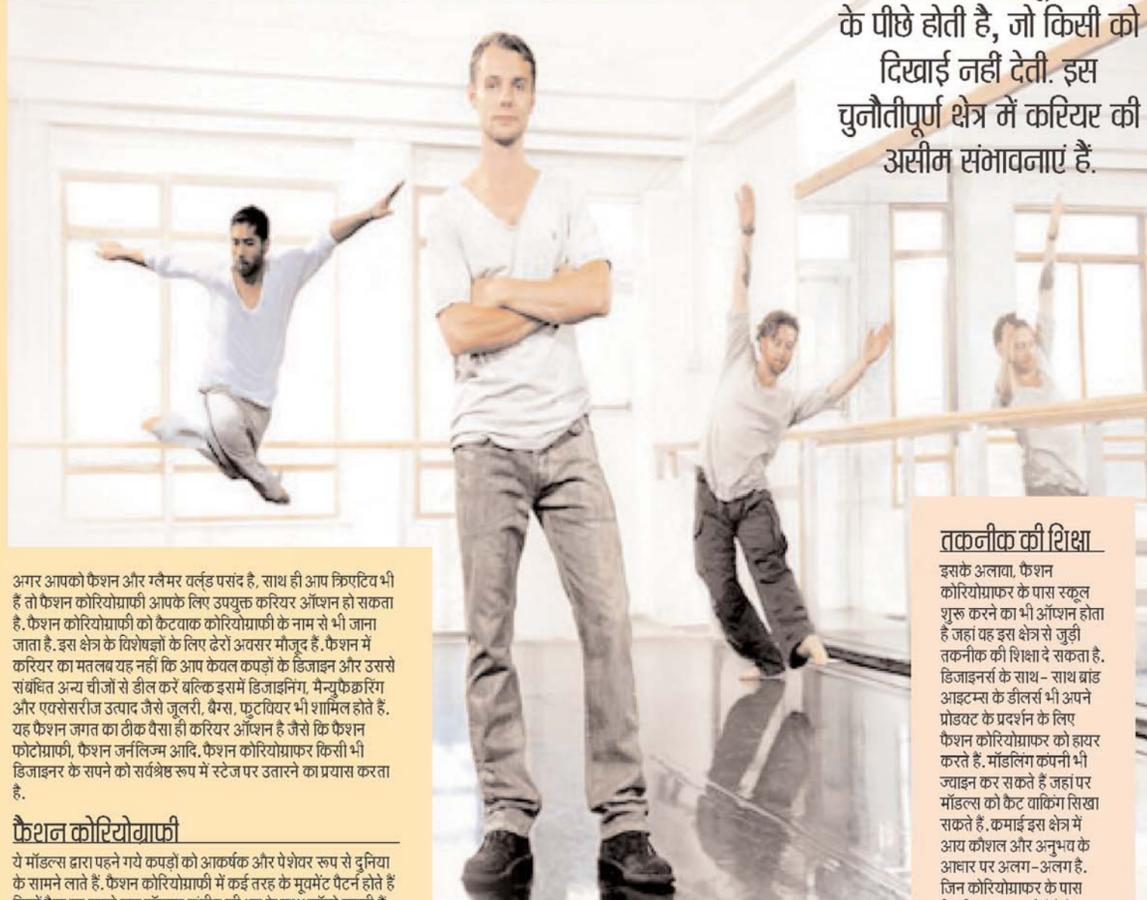 के पीछे होती है, जो किसी को
दिखाई नहीं देती. इस
चुनौतीपूर्ण क्षेत्र में करियर की
असीम संभावनाएं हैं.
अगर आपको फैशन और ग्लैमर वर्ल्ड पसंद है, साथ ही आप क्रिएटिव भी
हैं तो फैशन कोरियोग्राफी आपके लिए उपयुक्त करियर ऑप्शन हो सकता
है. फैशन कोरियोग्राफी को कैटवाक कोरियोग्राफी के नाम से भी जाना
जाता है. इस क्षेत्र के विशेषज्ञों के लिए ढेरों अवसर मौजूद हैं. फैशन में
करियर का मतलब यह नहीं कि आप केवल कपड़ों के डिजाइन और उससे
संबंधित अन्य चीजों से डील करें बल्कि इसमें डिजाइनिंग, मैन्युफैक्रिंग
और एक्सेसरीज उत्पाद जैसे जूलरी, बैग्स, फुटवियर भी शामिल होते हैं.
यह फैशन जगत का ठीक वैसा ही करियर ऑप्शन है जैसे कि फैशन
फोटोग्राफी, फैशन जर्नलिज्म आदि. फैशन कोरियोग्राफर किसी भी
डिजाइनर के सपने को सर्वश्रेष्ठ रूप में स्टेज पर उतारने का प्रयास करता
है.
फैशन कोरियोग्राफी
ये मॉडल्स द्वारा पहने गये कपड़ों को आकर्षक और पेशेवर रूप से दुनिया
के सामने लाते हैं. फैशन कोरियोग्राफी में कई तरह के मूवमेंट पैटर्न होते हैं
तकनीक की शिक्षा
इसके अलावा, फैशन
कोरियोग्राफर के पास स्कूल
शुरू करने का भी ऑप्शन होता
है जहां वह इस क्षेत्र से जुड़ी
तकनीक की शिक्षा दे सकता है.
डिजाइनर्स के साथ- साथ ब्रांड
आइटम्स के डीलर्स भी अपने
प्रोडक्ट के प्रदर्शन के लिए
फैशन कोरियोग्राफर को हायर
करते हैं. मॉडलिंग कंपनी भी
ज्वाइन कर सकते हैं जहां पर
मॉडल्स को कैट वाकिंग सिखा
सकते हैं. कमाई इस क्षेत्र में
आय कौशल और अनुभव के
आधार पर अलग-अलग है.
जिन कोरियोग्राफर के पास